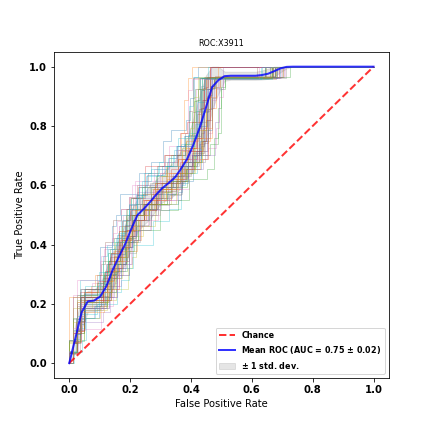 ROC:X3911
True Positive Rate
1.0
0.8
0.6
0.4
0.2
0.0
0.0 0.2 0.4 0.6 0.8 1.0
False Positive Rate
Chance
Mean ROC (AUC = 0.75 ± 0.02)
± 1 std. dev.